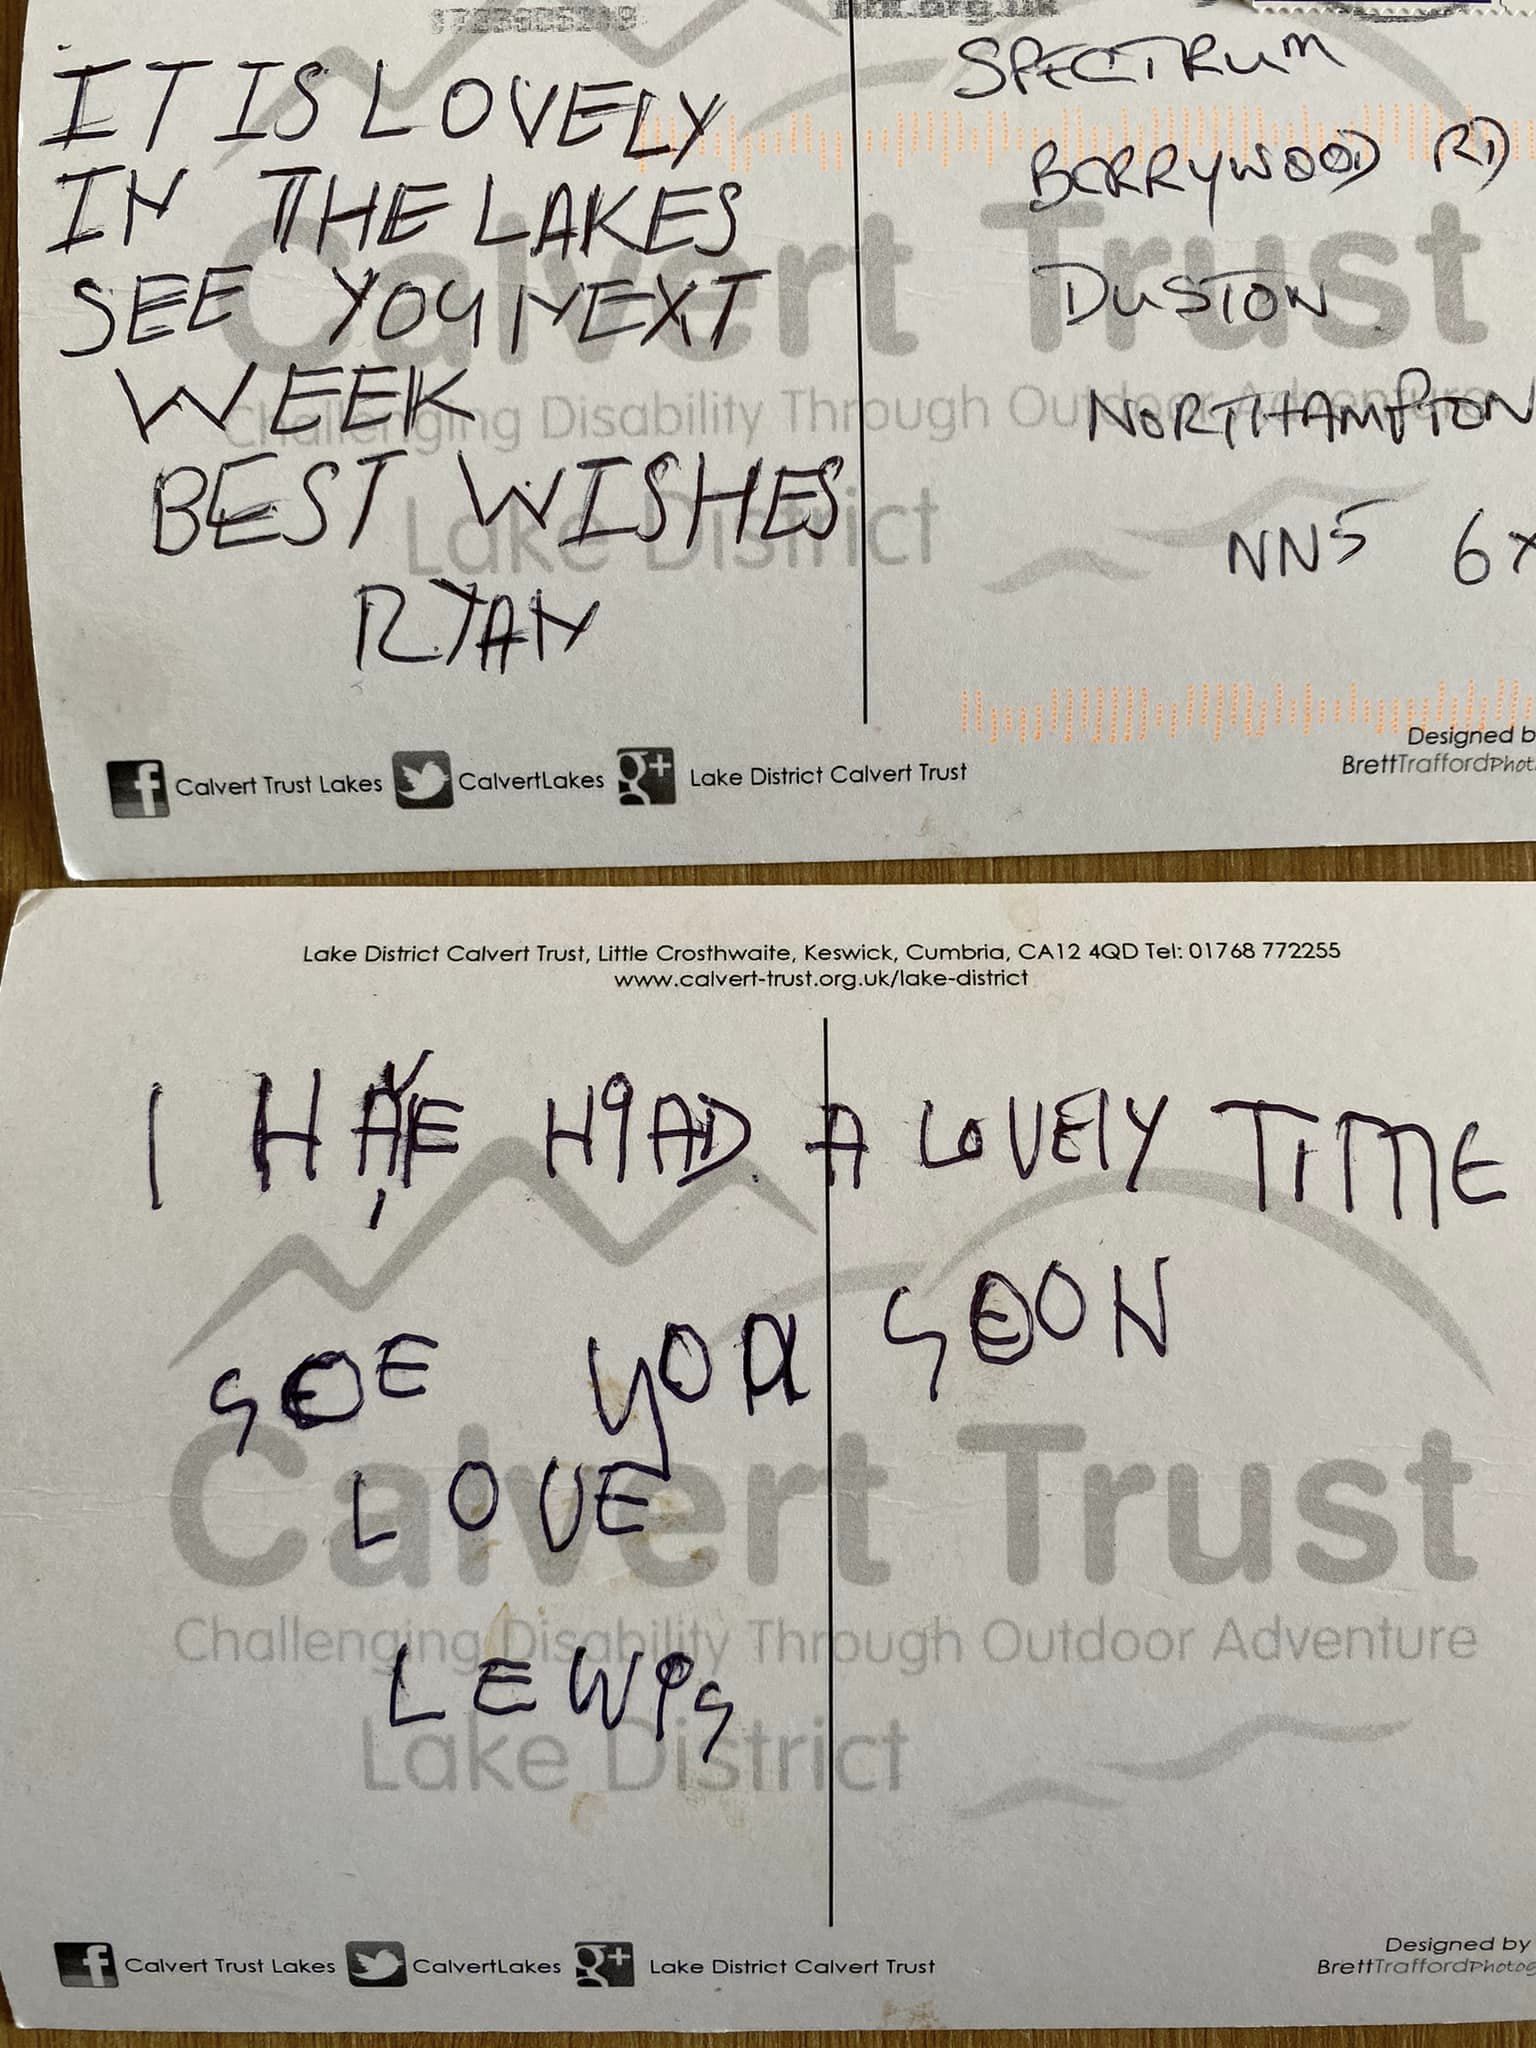 IT IS LOVELY
IN THE LAKES
SEE YOU NEXT
WEEK
BEST WISHES
RYAN
SPECTRUM
BERRYWOOD RD
DUSTON
NORTHAMPTON
NN5 6X
Calvert Trust
Challenging Disability Through Outdoor Adventure
Lake District
Calvert Trust Lakes CalvertLakes Lake District Calvert Trust
Designed b
BrettTraffordPhot
Lake District Calvert Trust, Little Crosthwaite, Keswick, Cumbria, CA12 4QD Tel: 01768 772255
www.calvert-trust.org.uk/lake-district
I HAVE HAD A LOVELY TIME
SEE YOU SOON
LOVE
LEWIS
Calvert Trust
Challenging Disability Through Outdoor Adventure
Lake District
Calvert Trust Lakes CalvertLakes Lake District Calvert Trust
Designed by
BrettTraffordPhotog